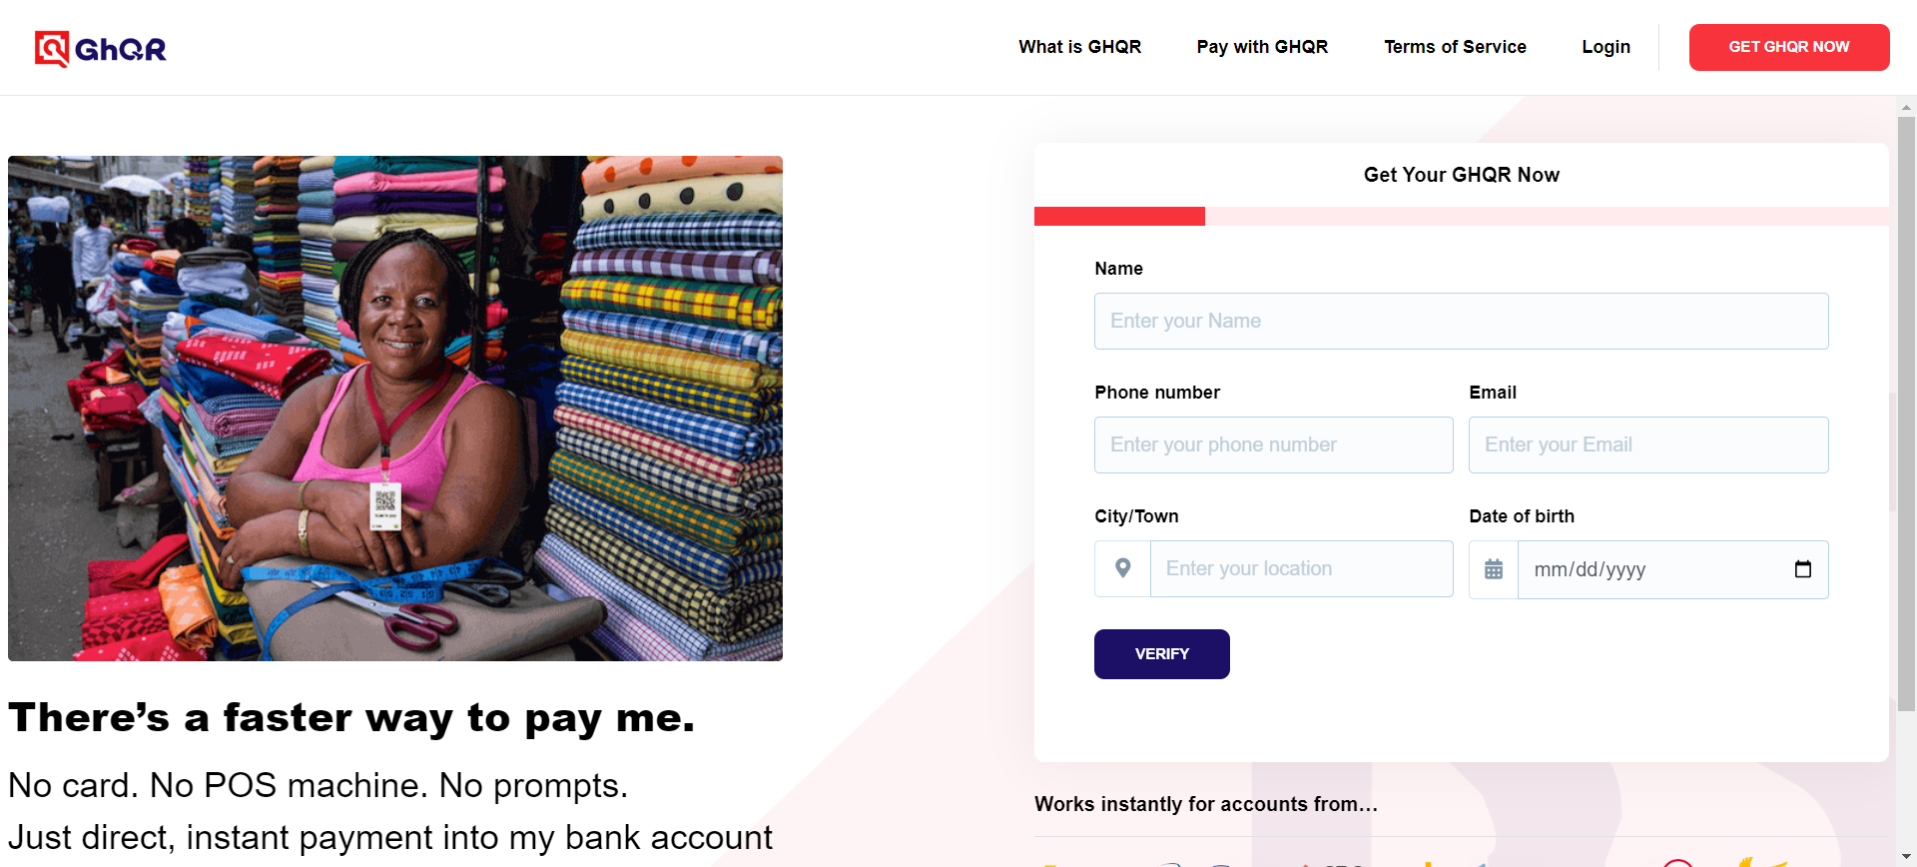 GhQR
What is GHQR
Pay with GHQR
Terms of Service
Login
GET GHQR NOW
There's a faster way to pay me.
No card. No POS machine. No prompts.
Just direct, instant payment into my bank account
Get Your GHQR Now
Name
Enter your Name
Phone number
Email
Enter your phone number
Enter your Email
City/Town
Date of birth
Enter your location
mm/dd/yyyy
VERIFY
Works instantly for accounts from...